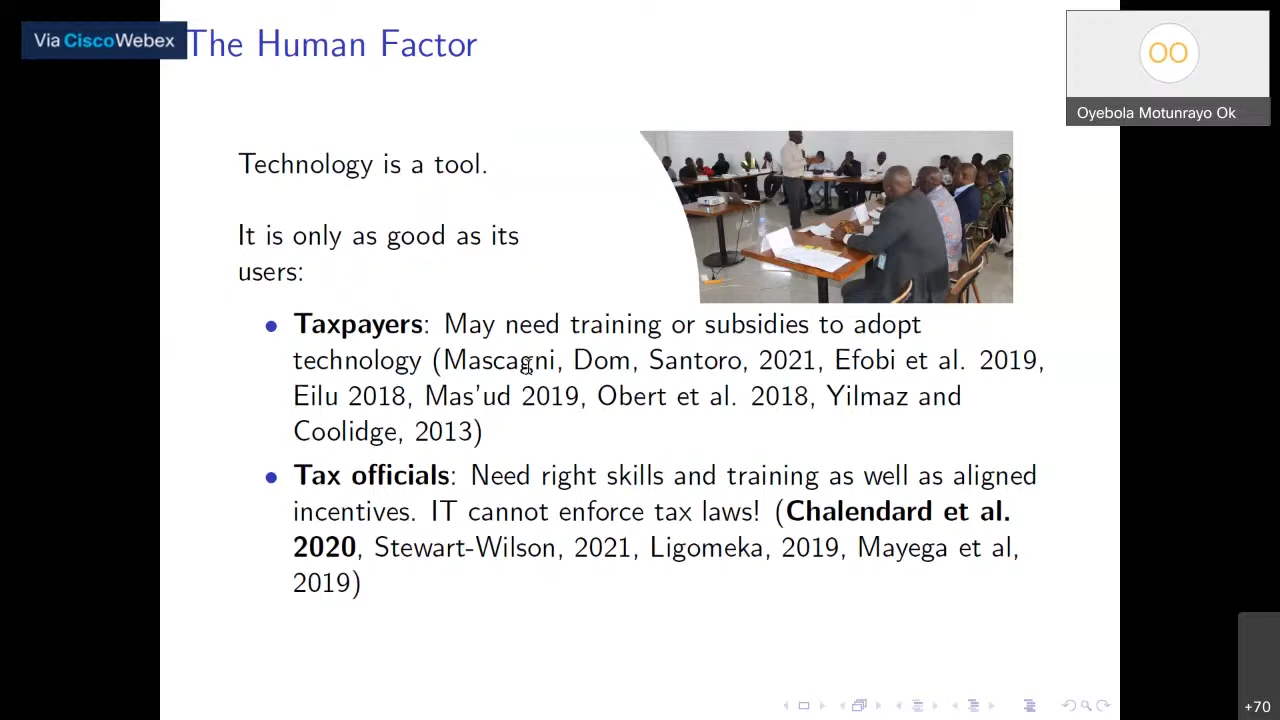 Via CiscoWebex
The Human Factor
OO
Oyebola Motunrayo Ok
Technology is a tool.
It is only as good as its
users:
• Taxpayers: May need training or subsidies to adopt
technology (Mascagni, Dom, Santoro, 2021, Efobi et al. 2019,
Eilu 2018, Mas'ud 2019, Obert et al. 2018, Yilmaz and
Coolidge, 2013)
• Tax officials: Need right skills and training as well as aligned
incentives. IT cannot enforce tax laws! (Chalendard et al.
2020, Stewart-Wilson, 2021, Ligomeka, 2019, Mayega et al,
2019)
+70